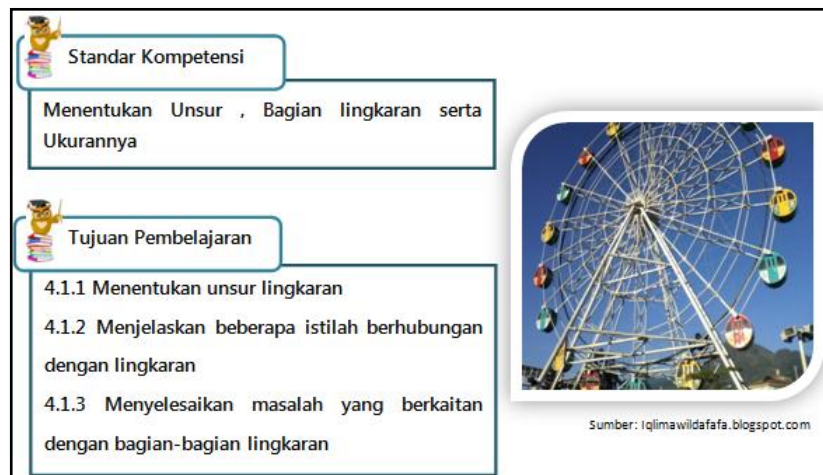 Standar Kompetensi
Menentukan Unsur , Bagian lingkaran serta
Ukurannya
Tujuan Pembelajaran
4.1.1 Menentukan unsur lingkaran
4.1.2 Menjelaskan beberapa istilah berhubungan
dengan lingkaran
4.1.3 Menyelesaikan masalah yang berkaitan
dengan bagian-bagian lingkaran
Sumber: Iqlimawildafafa.blogspot.com